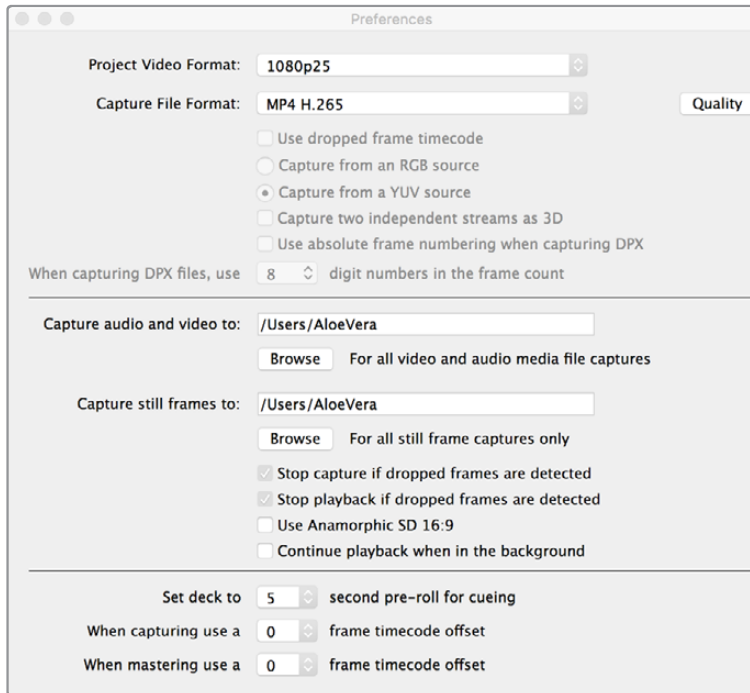 Preferences
Project Video Format: 1080p25
Capture File Format: MP4 H.265 Quality
Use dropped frame timecode
Capture from an RGB source
Capture from a YUV source
Capture two independent streams as 3D
Use absolute frame numbering when capturing DPX
When capturing DPX files, use 8 digit numbers in the frame count
Capture audio and video to: /Users/AloeVera
Browse For all video and audio media file captures
Capture still frames to: /Users/AloeVera
Browse For all still frame captures only
Stop capture if dropped frames are detected
Stop playback if dropped frames are detected
Use Anamorphic SD 16:9
Continue playback when in the background
Set deck to 5 second pre-roll for cueing
When capturing use a 0 frame timecode offset
When mastering use a 0 frame timecode offset